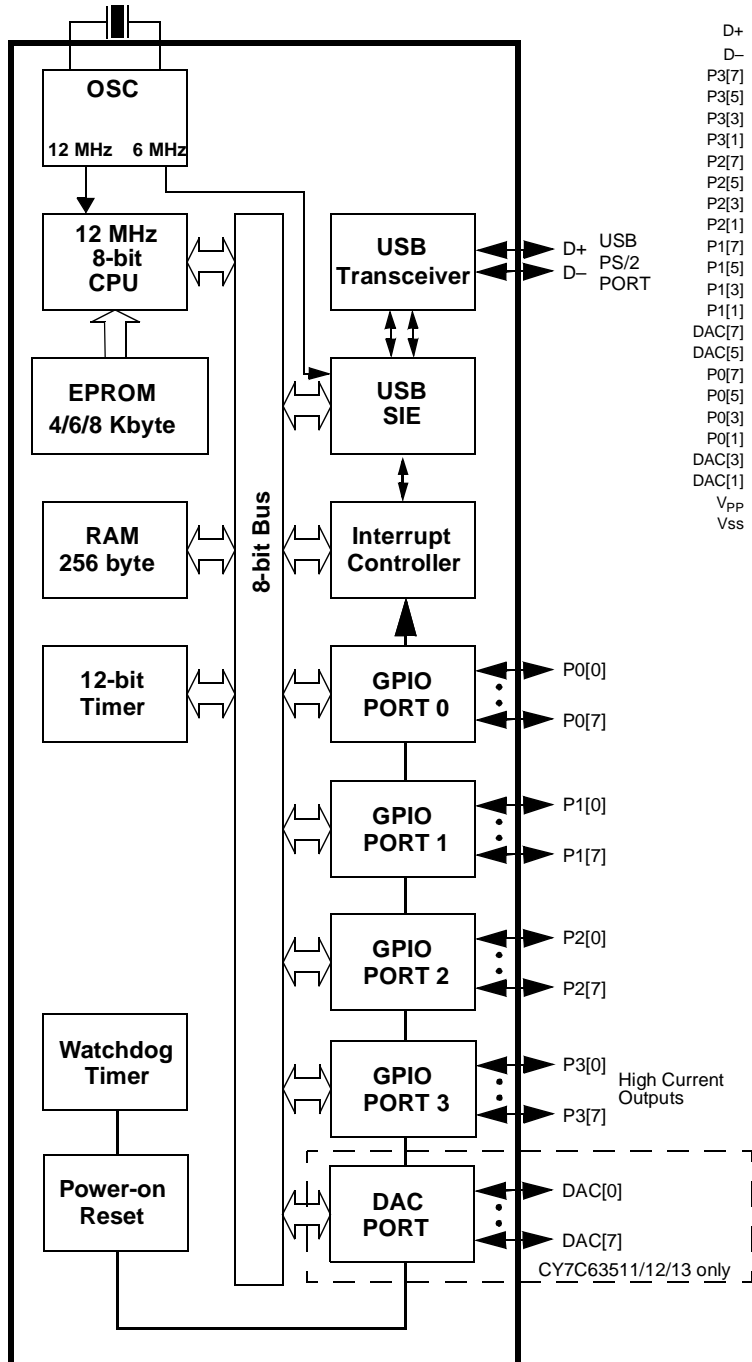 OSC
12 MHz 6 MHz
12 MHz
8-bit
CPU
EPROM
4/6/8 Kbyte
RAM
256 byte
12-bit
Timer
Watchdog
Timer
Power-on
Reset
8-bit Bus
USB
Transceiver
D+
D–
USB
PS/2
PORT
USB
SIE
Interrupt
Controller
GPIO
PORT 0
P0[0]
P0[7]
GPIO
PORT 1
P1[0]
P1[7]
GPIO
PORT 2
P2[0]
P2[7]
GPIO
PORT 3
P3[0]
P3[7]
High Current
Outputs
DAC
PORT
DAC[0]
DAC[7]
CY7C63511/12/13 only
D+
D–
P3[7]
P3[5]
P3[3]
P3[1]
P2[7]
P2[5]
P2[3]
P2[1]
P1[7]
P1[5]
P1[3]
P1[1]
DAC[7]
DAC[5]
P0[7]
P0[5]
P0[3]
P0[1]
DAC[3]
DAC[1]
VPP
Vss